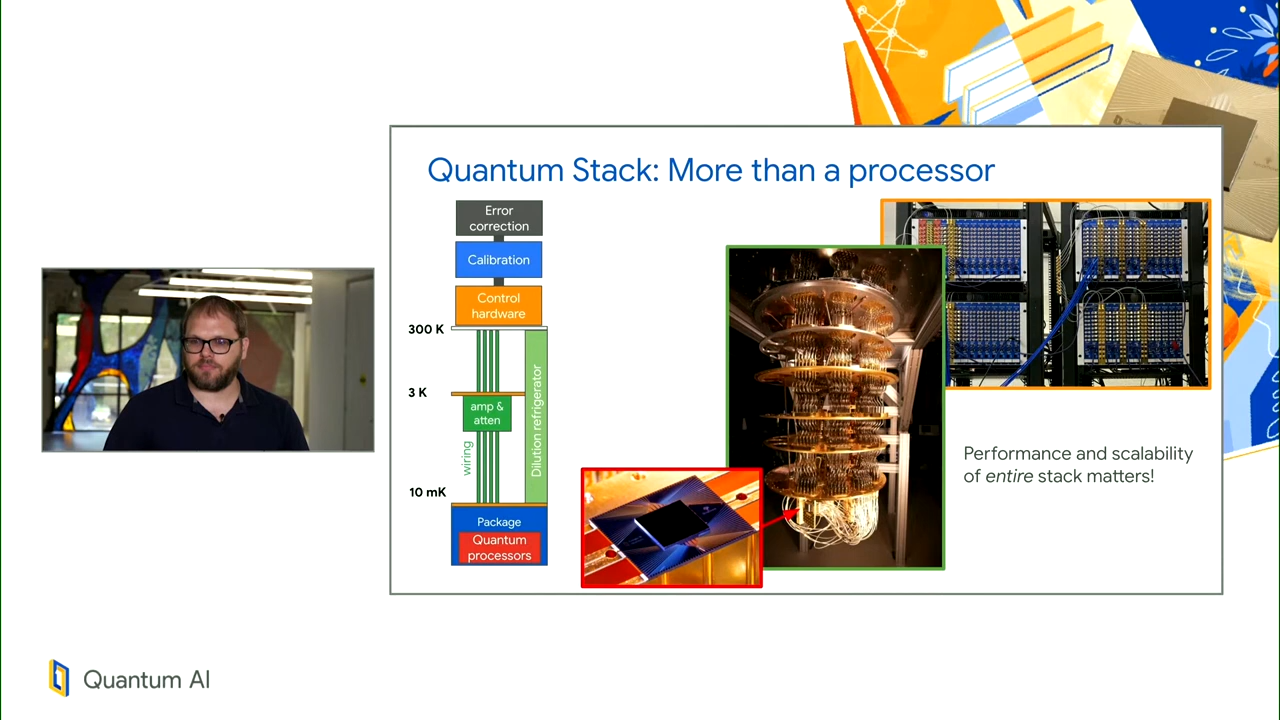 Quantum Stack: More than a processor
Error
correction
Calibration
Control
hardware
300 K
3 K
amp &
atten
wiring
Dilution refrigerator
10 mK
Package
Quantum
processors
Performance and scalability
of entire stack matters!
Quantum AI